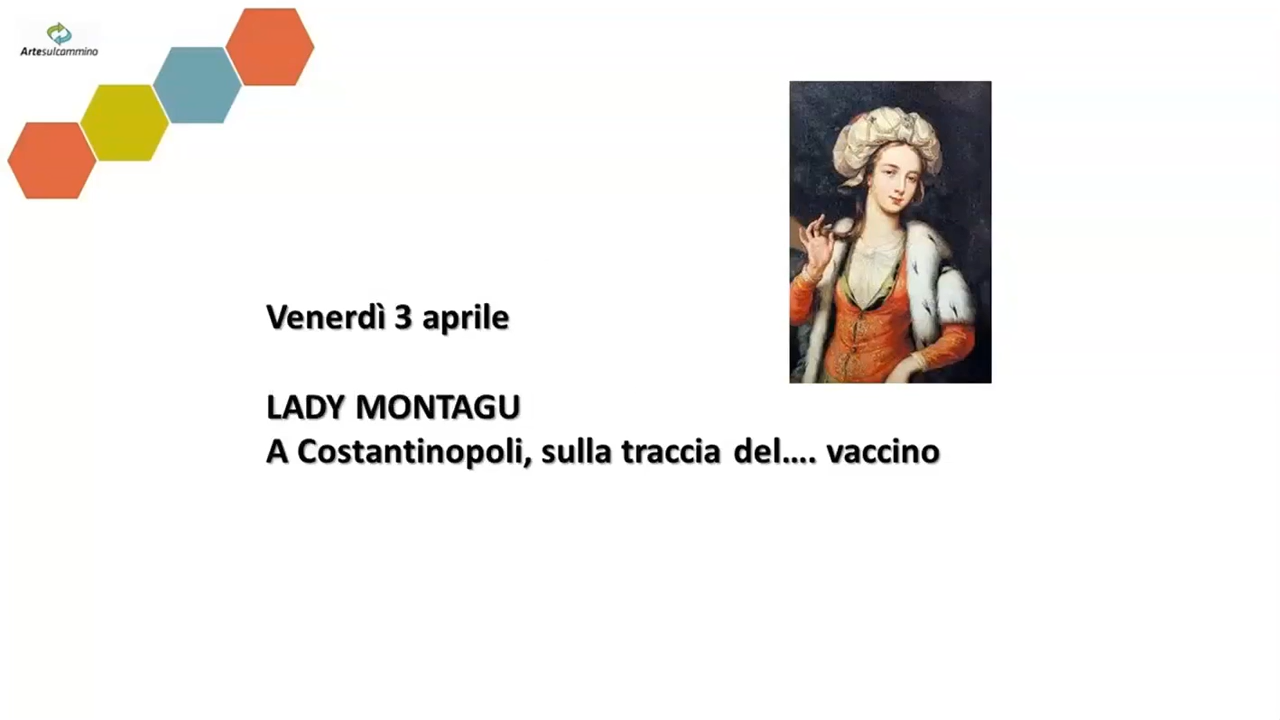 Artesulcammino
Venerdì 3 aprile
LADY MONTAGU
A Costantinopoli, sulla traccia del…. vaccino